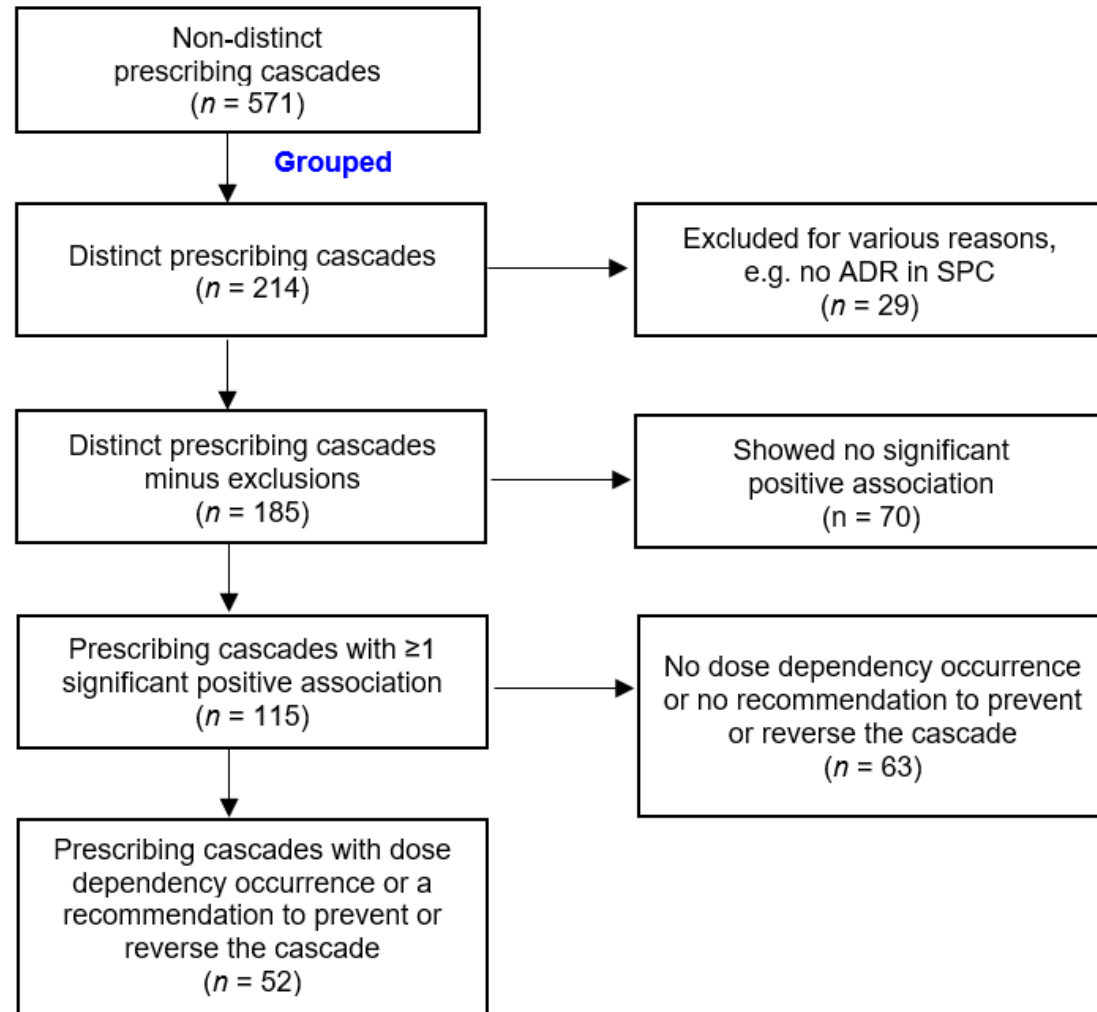 Non-distinct
prescribing cascades
(n = 571)
Grouped
Distinct prescribing cascades
(n = 214)
Excluded for various reasons,
e.g. no ADR in SPC
(n = 29)
Distinct prescribing cascades
minus exclusions
(n = 185)
Showed no significant
positive association
(n = 70)
Prescribing cascades with ≥1
significant positive association
(n = 115)
No dose dependency occurrence
or no recommendation to prevent
or reverse the cascade
(n = 63)
Prescribing cascades with dose
dependency occurrence or a
recommendation to prevent or
reverse the cascade
(n = 52)